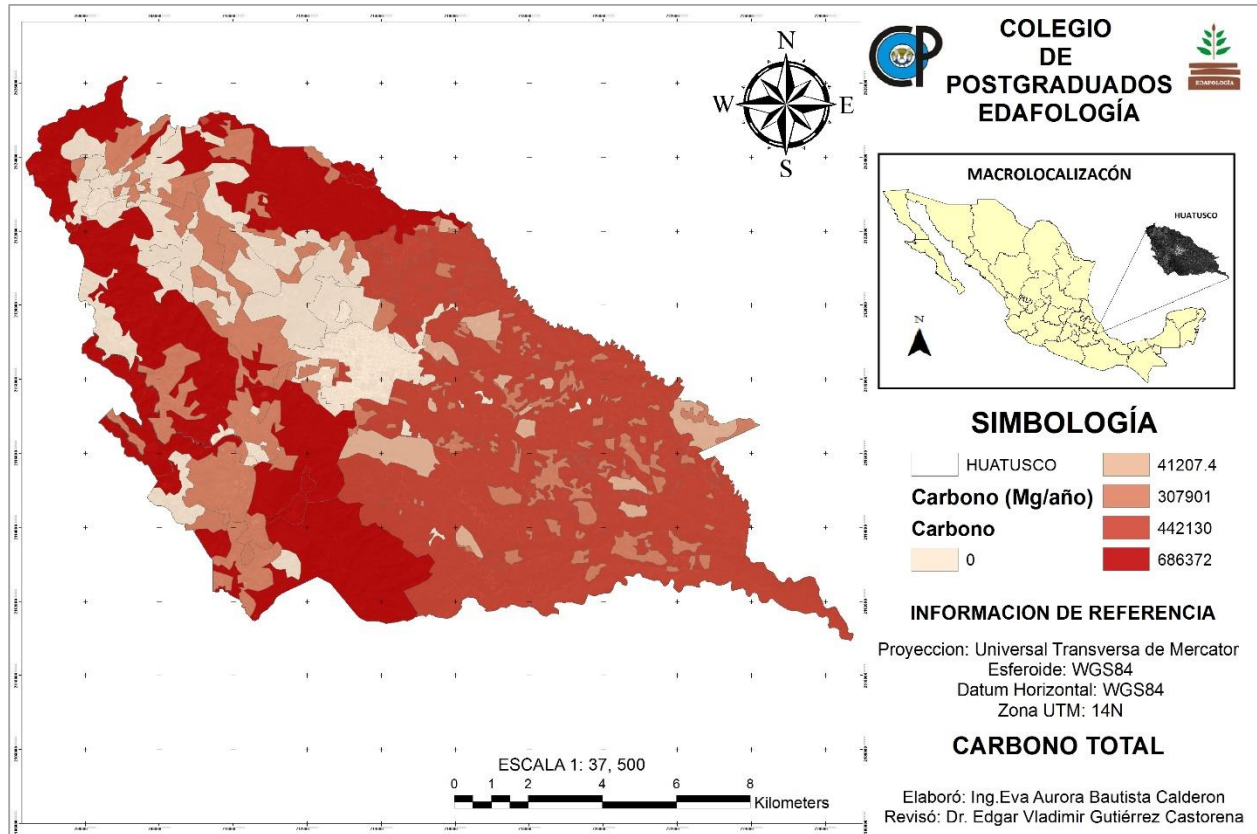 COLEGIO
DE
POSTGRADUADOS
EDAFOLOGÍA
CP
EDAFOLOGÍA
N
W E
S
MACROLOCALIZACÓN
HUATUSCO
N
SIMBOLOGÍA
HUATUSCO
Carbono (Mg/año)
Carbono
0
41207.4
307901
442130
686372
INFORMACION DE REFERENCIA
Proyeccion: Universal Transversa de Mercator
Esferoide: WGS84
Datum Horizontal: WGS84
Zona UTM: 14N
CARBONO TOTAL
Elaboró: Ing.Eva Aurora Bautista Calderon
Revisó: Dr. Edgar Vladimir Gutiérrez Castorena
ESCALA 1: 37, 500
0 1 2 4 6 8
Kilometers